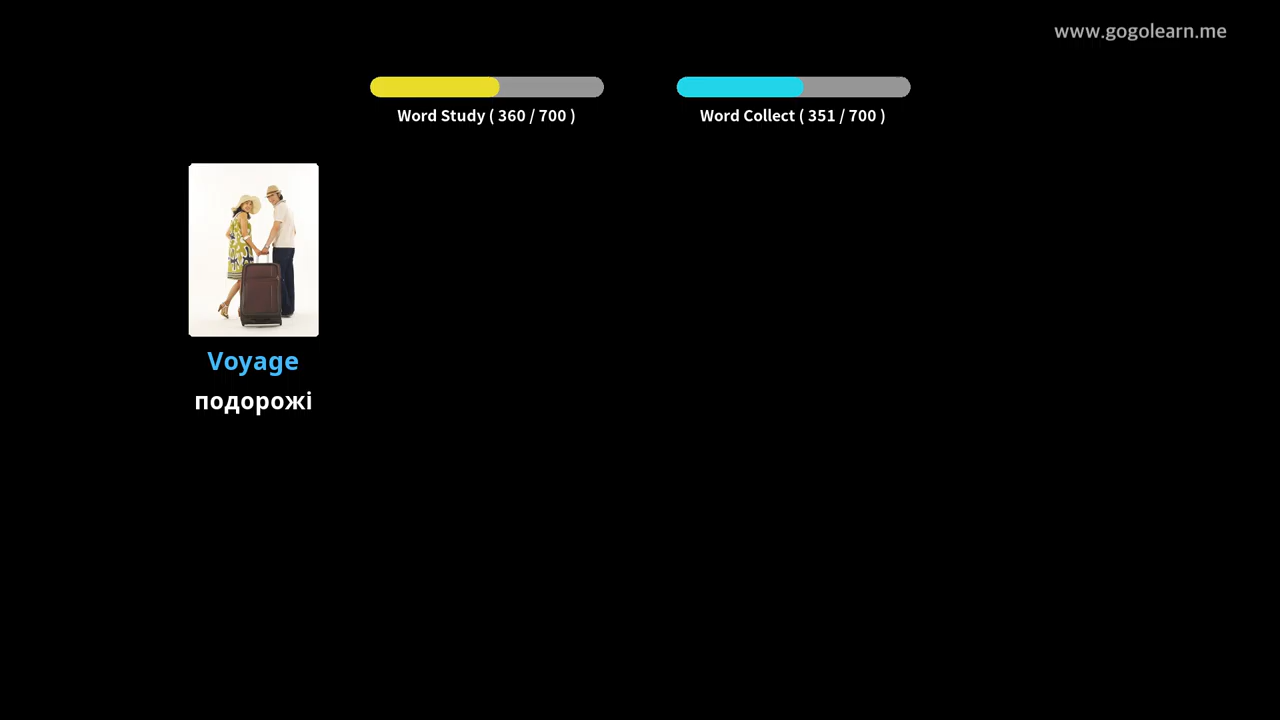 www.gogolearn.me
Word Study ( 360 / 700 )
Word Collect ( 351 / 700 )
Voyage
подорожі